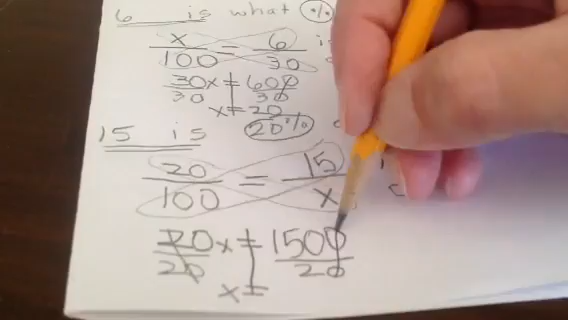 6 is what %
x/100 = 6/30
30x/30 = 600/30
x = 20
15 is 20%
20/100 = 15/x
20x/20 = 1500/20
x =